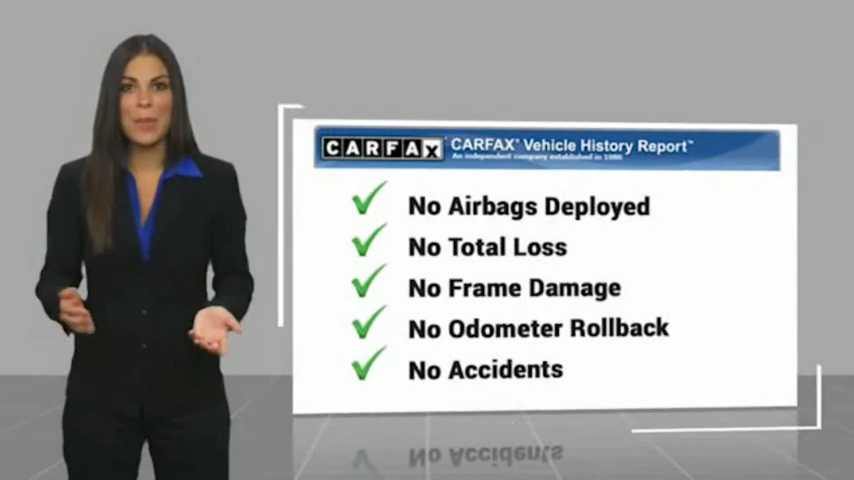 CARFAX CARFAX® Vehicle History Report™
An independent company established in 1986
No Airbags Deployed
No Total Loss
No Frame Damage
No Odometer Rollback
No Accidents
No Accidents